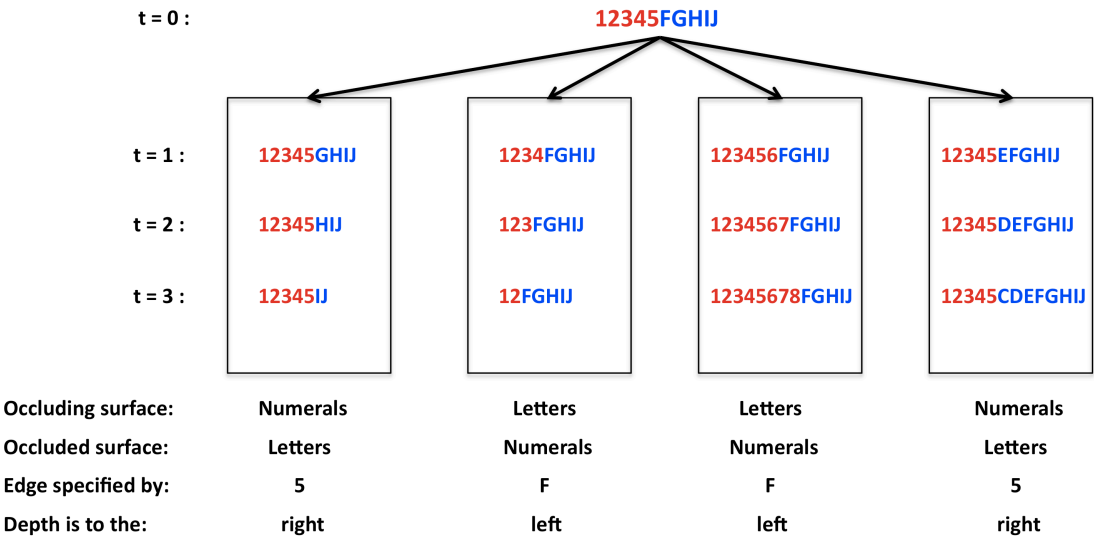 t = 0 : 12345FGHIJ
t = 1 : 12345GHIJ 1234FGHIJ 123456FGHIJ 12345EFGHIJ
t = 2 : 12345HIJ 123FGHIJ 1234567FGHIJ 12345DEFGHIJ
t = 3 : 12345IJ 12FGHIJ 12345678FGHIJ 12345CDEFGHIJ
Occluding surface: Numerals Letters Letters Numerals
Occluded surface: Letters Numerals Numerals Letters
Edge specified by: 5 F F 5
Depth is to the: right left left right